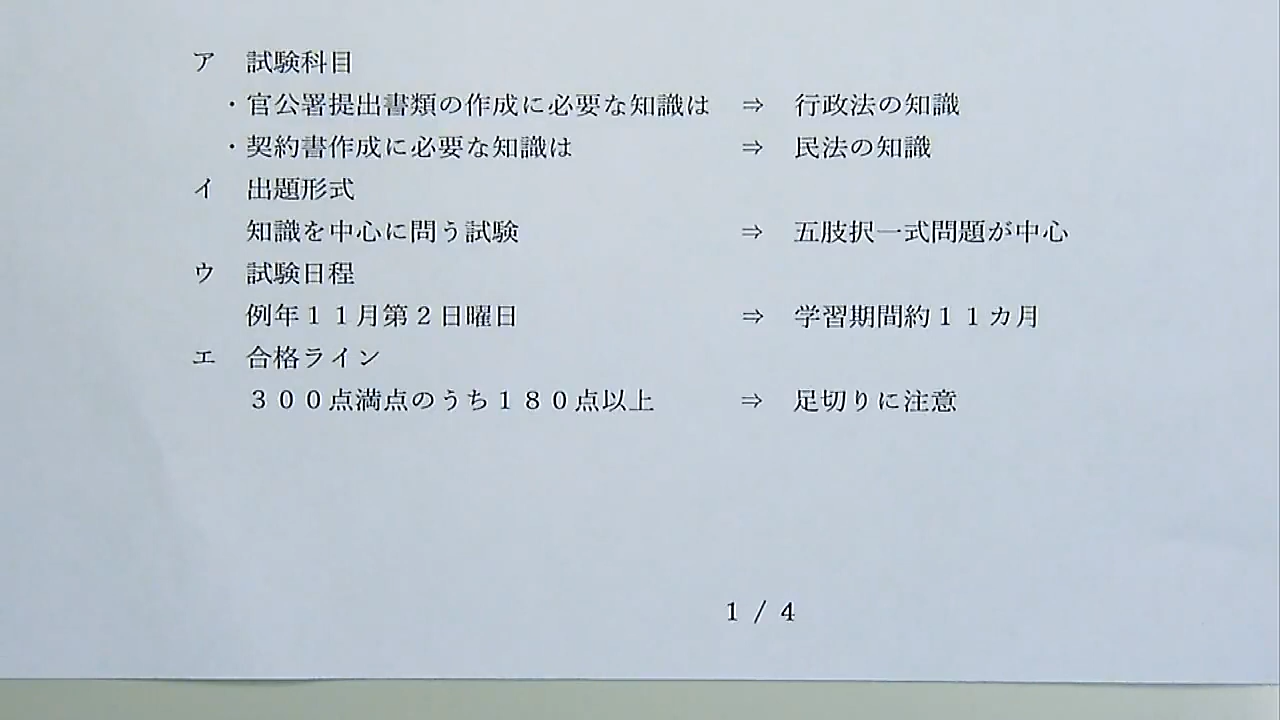 ア 試験科目
・官公署提出書類の作成に必要な知識は ⇒ 行政法の知識
・契約書作成に必要な知識は ⇒ 民法の知識
イ 出題形式
知識を中心に問う試験 ⇒ 五肢択一式問題が中心
ウ 試験日程
例年１１月第２日曜日 ⇒ 学習期間約１１カ月
エ 合格ライン
３００点満点のうち１８０点以上 ⇒ 足切りに注意
1 / 4